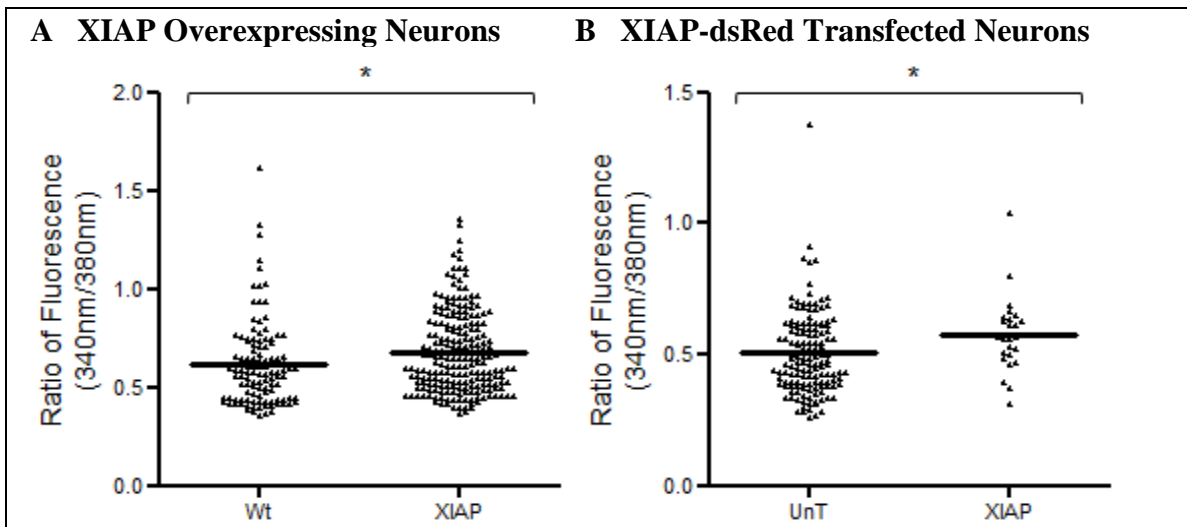 A XIAP Overexpressing Neurons
*
2.0
1.5
1.0
0.5
0.0
Ratio of Fluorescence
(340nm/380nm)
Wt XIAP
B XIAP-dsRed Transfected Neurons
*
1.5
1.0
0.5
0.0
Ratio of Fluorescence
(340nm/380nm)
UnT XIAP